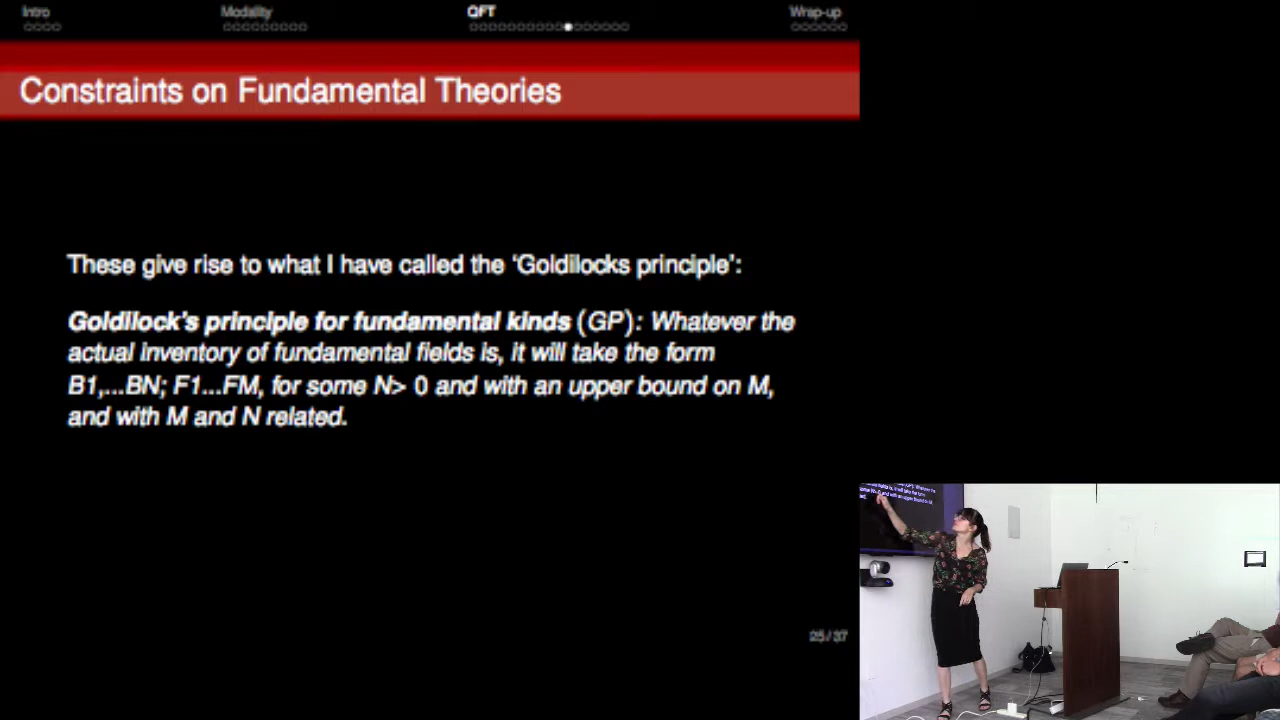 Intro Modality QFT Wrap-up
Constraints on Fundamental Theories
These give rise to what I have called the ‘Goldilocks principle’:
Goldilock's principle for fundamental kinds (GP): Whatever the
actual inventory of fundamental fields is, it will take the form
B1,...BN; F1...FM, for some N> 0 and with an upper bound on M,
and with M and N related.
25 / 37